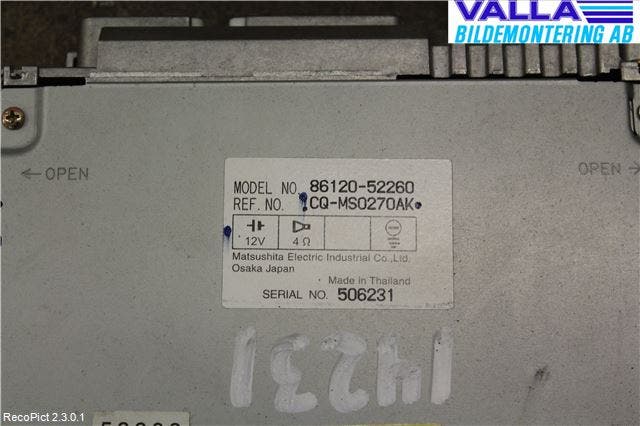 VALLA
BILDEMONTERING AB
← OPEN
OPEN
MODEL NO. 86120-52260
REF. NO. CQ-MS0270AK
12V 4 Ω
Matsushita Electric Industrial Co.,Ltd.
Osaka Japan
Made in Thailand
SERIAL NO. 506231
14231
RecoPict 2.3.0.1